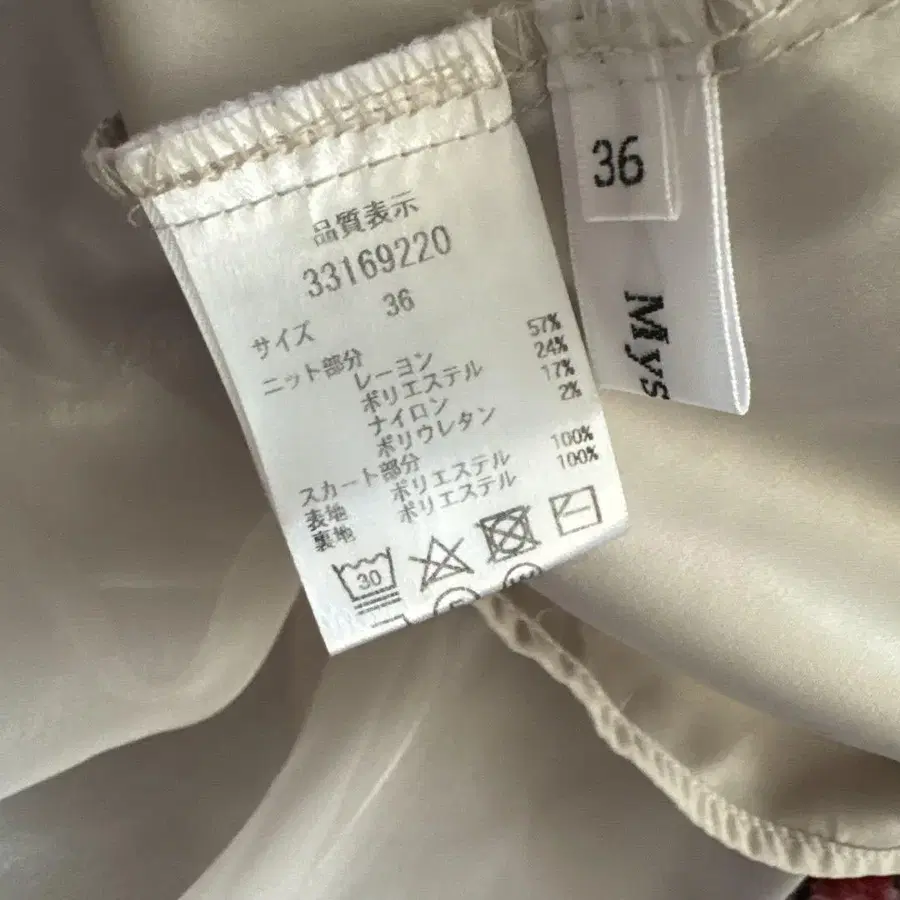 品質表示
33169220
サイズ 36
ニット部分
レーヨン 57%
ポリエステル 24%
ナイロン 17%
ポリウレタン 2%
スカート部分
表地 ポリエステル 100%
裏地 ポリエステル 100%
30
36
Mys